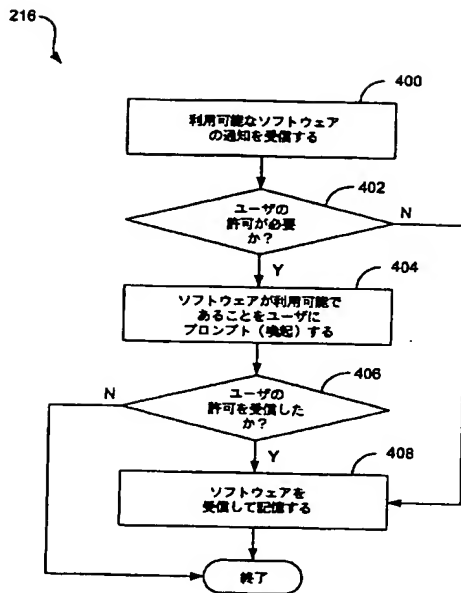 216
400
利用可能なソフトウェア
の通知を受信する
402
ユーザの
許可が必要
か?
N
Y
404
ソフトウェアが利用可能で
あることをユーザに
プロンプト(喚起)する
406
N
ユーザの
許可を受信した
か?
Y
408
ソフトウェアを
受信して記憶する
終了